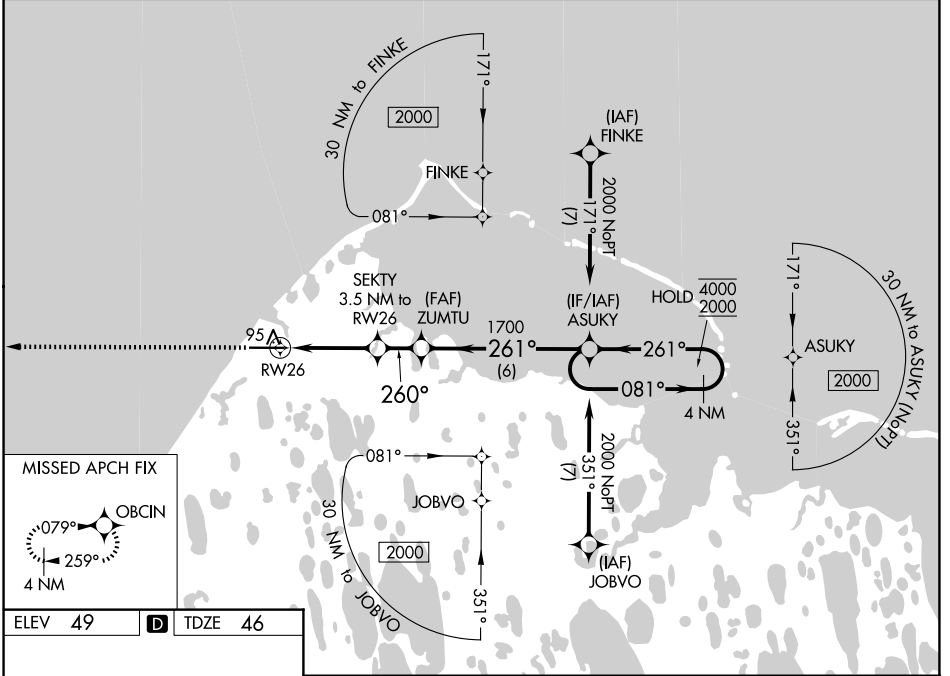 30 NM to FINKE
171°
2000
FINKE
081°
(IAF)
FINKE
2000 NoPT
171°
(7)
SEKTY
3.5 NM to
RW26
(FAF)
ZUMTU
(IF/IAF)
ASUKY
HOLD 4000
2000
171°
30 NM to ASUKY (NoPT)
ASUKY
2000
351°
95
RW26
1700
261°
(6)
261°
260°
081°
4 NM
MISSED APCH FIX
OBCIN
079°
259°
4 NM
081°
JOBVO
30 NM to JOBVO
2000
351°
2000 NoPT
351°
(7)
(IAF)
JOBVO
ELEV 49 D TDZE 46